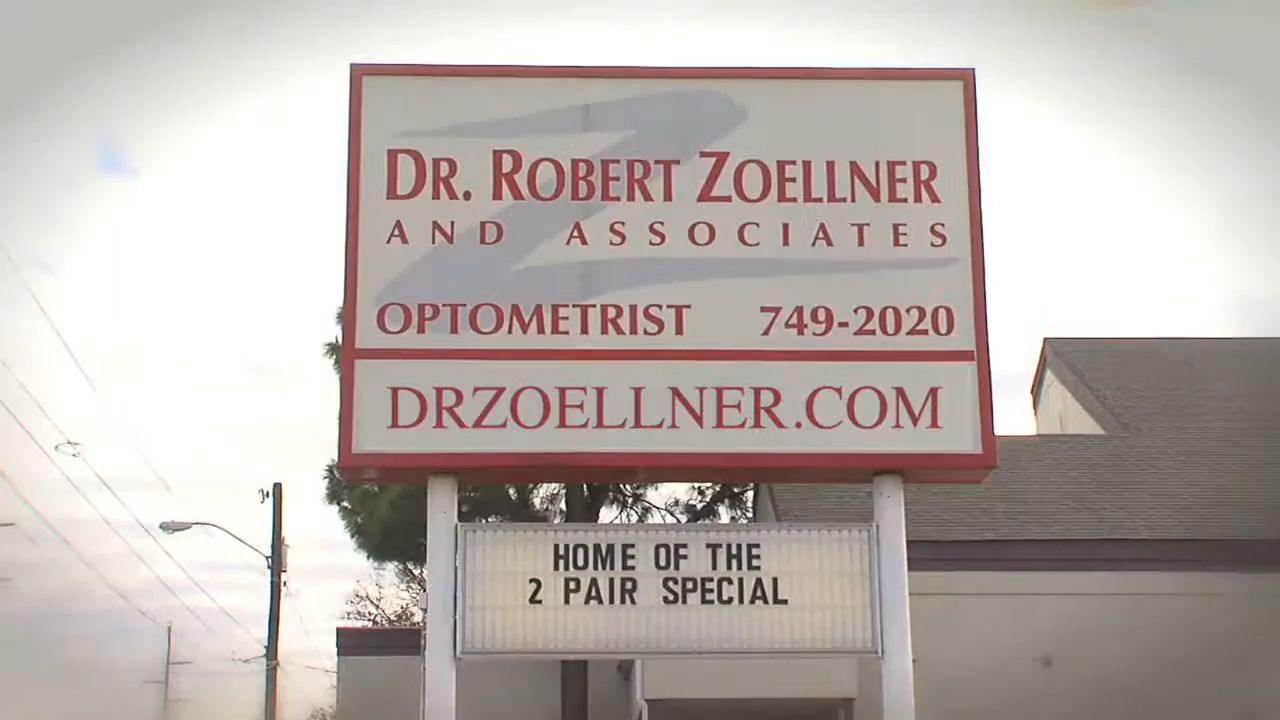 DR. ROBERT ZOELLNER
AND ASSOCIATES
OPTOMETRIST 749-2020
DRZOELLNER.COM
HOME OF THE
2 PAIR SPECIAL